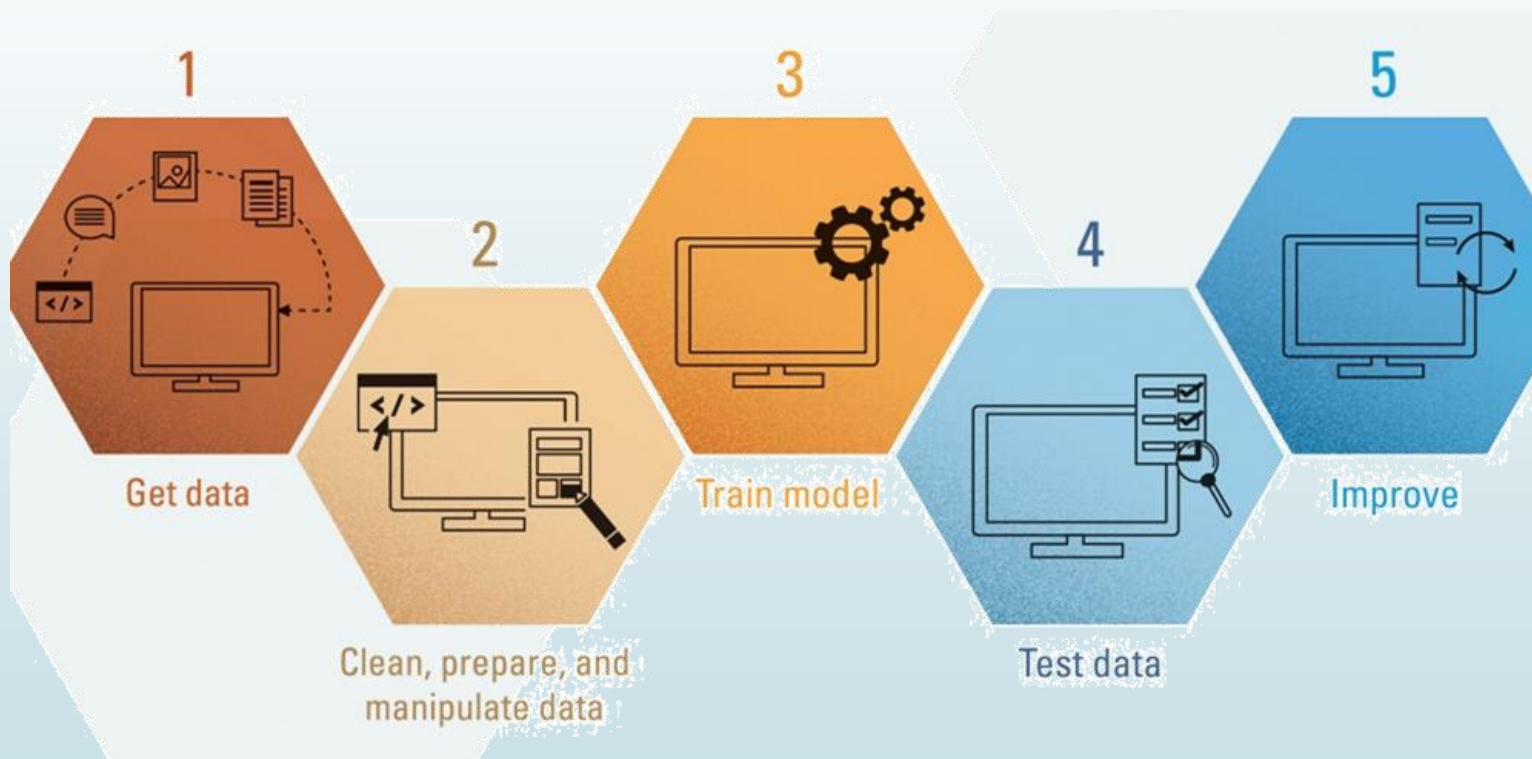 1
Get data
2
</>
Clean, prepare, and
manipulate data
3
Train model
4
Test data
5
Improve